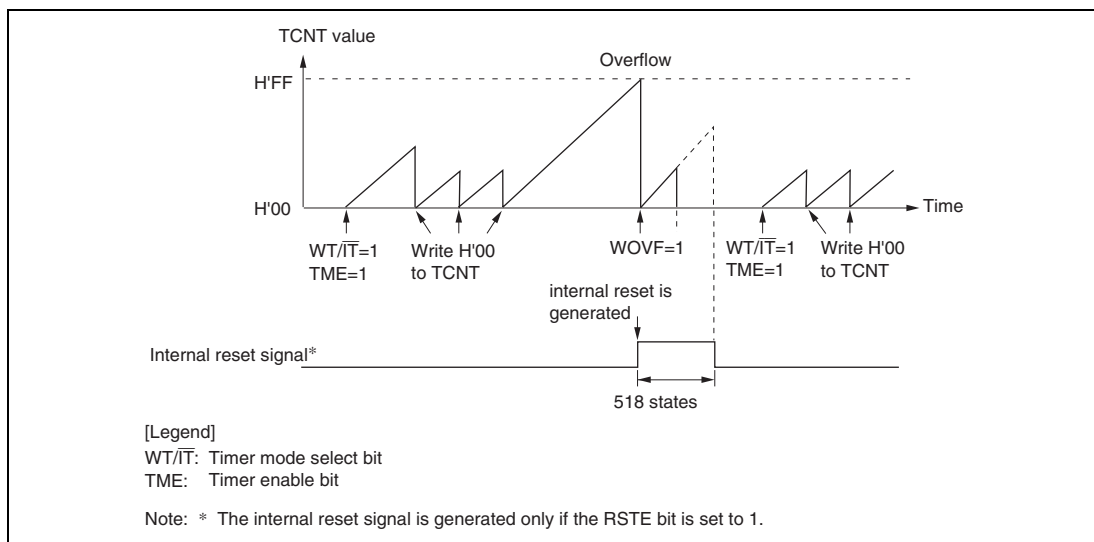 TCNT value
Overflow
H'FF
H'00
Time
WT/IT=1
TME=1
Write H'00
to TCNT
WOVF=1
WT/IT=1
TME=1
Write H'00
to TCNT
internal reset is
generated
Internal reset signal*
518 states
[Legend]
WT/IT: Timer mode select bit
TME: Timer enable bit
Note: * The internal reset signal is generated only if the RSTE bit is set to 1.